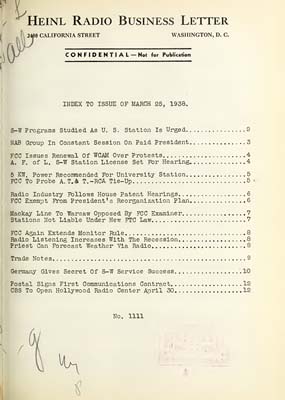 HEINL RADIO BUSINESS LETTER
2400 CALIFORNIA STREET WASHINGTON, D. C.
CONFIDENTIAL—Not for Publication
INDEX TO ISSUE OF MARCH 25, 1938.
S-W Programs Studied As U. S. Station Is Urged...............2
NAB Group In Constant Session On Paid President..............3
FCC Issues Renewal Of WCAM Over Protests.....................4
A. F. of L, S-W Station License Set For Hearing..............4
5 KW, Power Recommended For University Station...............5
FCC To Probe A.T.& T.-RCA Tie-Up.............................5
Radio Industry Follows House Patent Hearings.................6
FCC Exempt From President's Reorganization Plan..............6
Mackay Line To Warsaw Opposed By FCC Examiner................7
Stations Not Liable Under New FTC Law........................7
FCC Again Extends Monitor Rule...............................8
Radio Listening Increases With The Recession.................8
Priest Can Forecast Weather Via Radio........................8
Trade Notes..................................................9
Germany Gives Secret Of S-W Service Success.................10
Postal Signs First Communications Contract..................12
CBS To Open Hollywood Radio Center April 30.................12
No. 1111